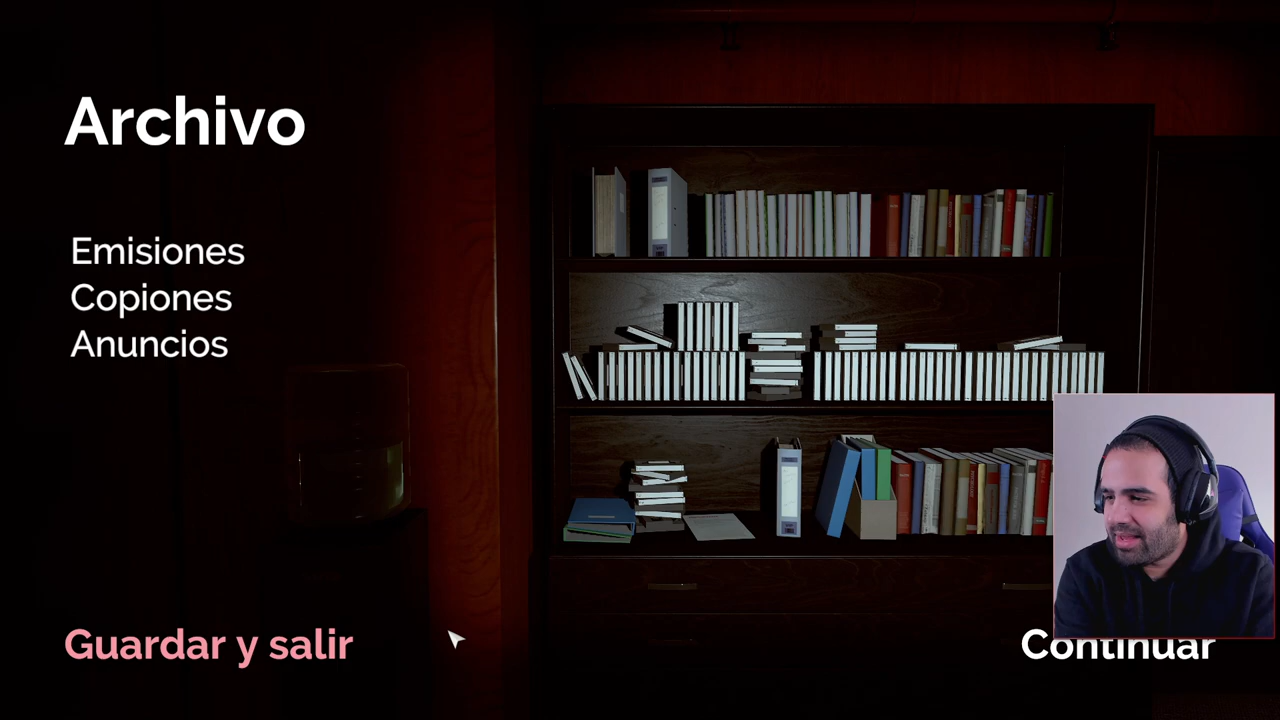 Archivo
Emisiones
Copiones
Anuncios
Guardar y salir
Continuar